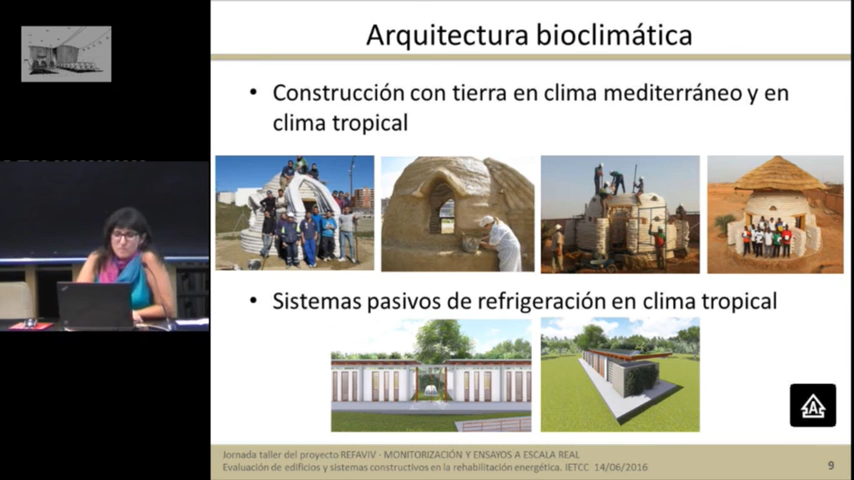 Arquitectura bioclimática
• Construcción con tierra en clima mediterráneo y en
clima tropical
• Sistemas pasivos de refrigeración en clima tropical
Jornada taller del proyecto REFAVIV - MONITORIZACIÓN Y ENSAYOS A ESCALA REAL
Evaluación de edificios y sistemas constructivos en la rehabilitación energética. IETCC 14/06/2016
9